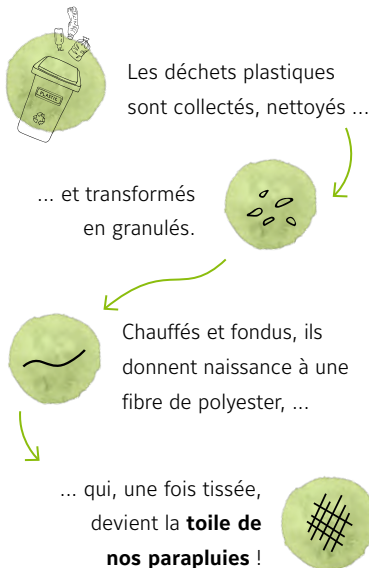 PLASTIC
Les déchets plastiques
sont collectés, nettoyés ...
... et transformés
en granulés.
Chauffés et fondus, ils
donnent naissance à une
fibre de polyester, ...
... qui, une fois tissée,
devient la toile de
nos parapluies !